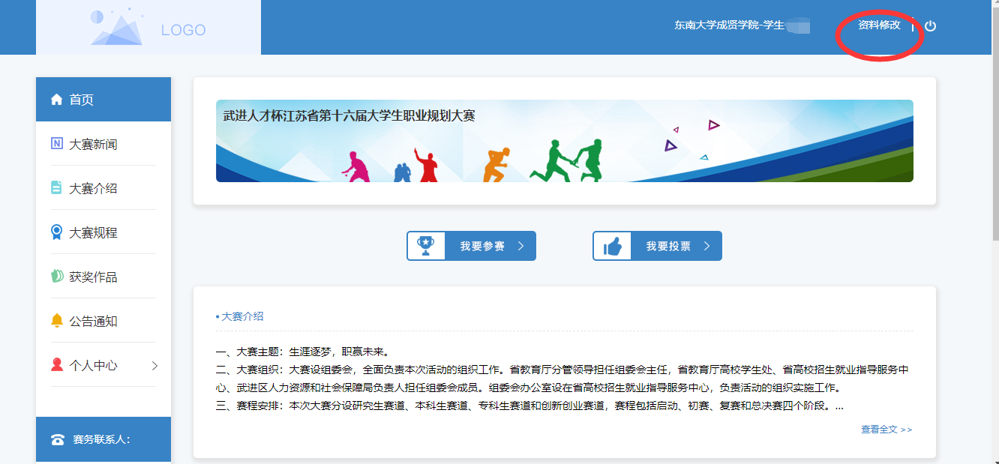 LOGO
东南大学成贤学院-学生
资料修改
首页
武进人才杯江苏省第十六届大学生职业规划大赛
大赛新闻
大赛介绍
大赛规程
获奖作品
公告通知
个人中心
赛务联系人：
我要参赛
我要投票
•大赛介绍
一、大赛主题：生涯逐梦，职赢未来。
二、大赛组织：大赛设组委会，全面负责本次活动的组织工作。省教育厅分管领导担任组委会主任，省教育厅高校学生处、省高校招生就业指导服务中
心、武进区人力资源和社会保障局负责人担任组委会成员。组委会办公室设在省高校招生就业指导服务中心，负责活动的组织实施工作。
三、赛程安排：本次大赛分设研究生赛道、本科生赛道、专科生赛道和创新创业赛道，赛程包括启动、初赛、复赛和总决赛四个阶段。...
查看全文 >>